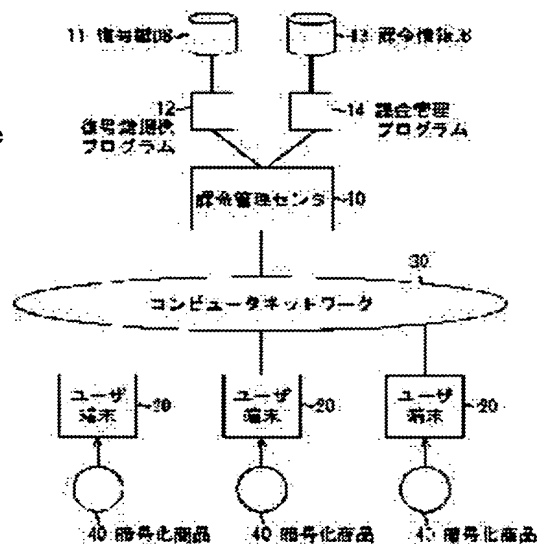 11 復号鍵DB
13 課金情報DB
12
復号鍵提供
プログラム
14 課金管理
プログラム
課金管理センタ
10
30
コンピュータネットワーク
ユーザ
端末
20
ユーザ
端末
20
ユーザ
端末
20
40 暗号化商品
40 暗号化商品
40 暗号化商品